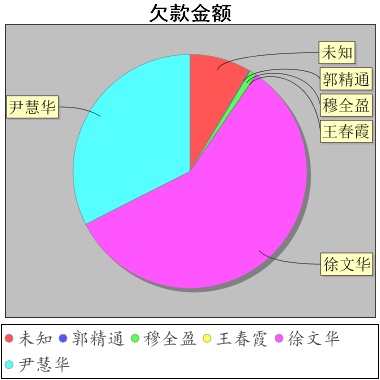 欠款金额
未知
郭精通
穆全盈
王春霞
尹慧华
徐文华
未知 郭精通 穆全盈 王春霞 徐文华
尹慧华